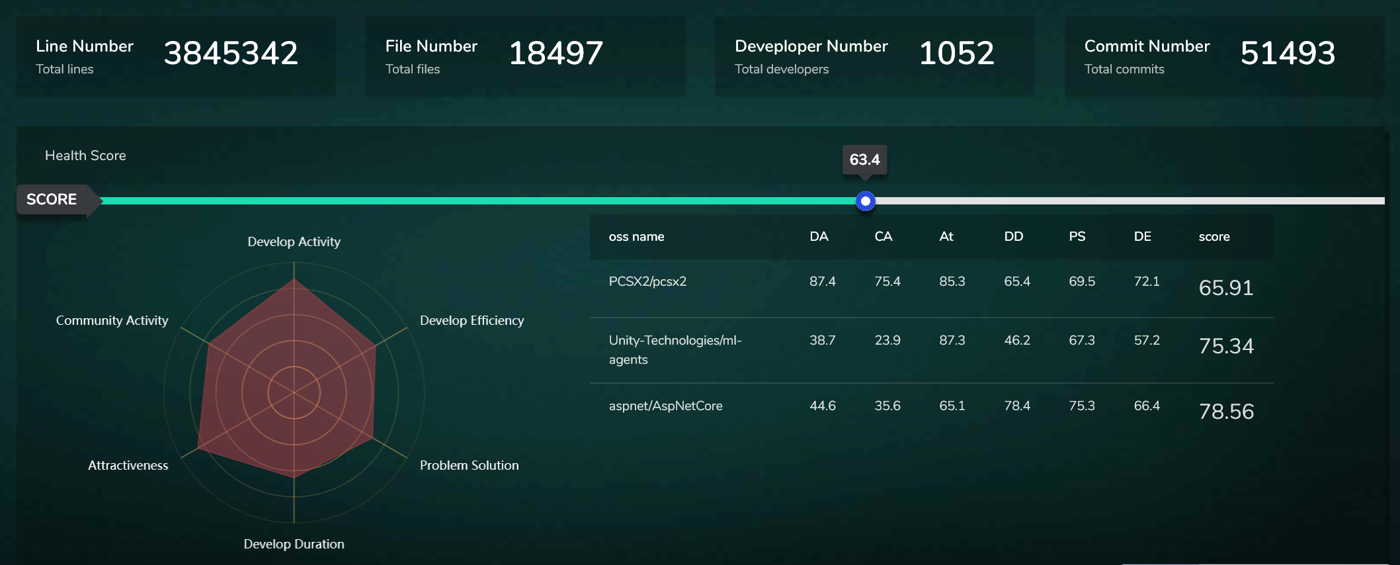 Line Number
Total lines
3845342
File Number
Total files
18497
Deveploper Number
Total developers
1052
Commit Number
Total commits
51493
Health Score
63.4
SCORE
Develop Activity
Community Activity
Develop Efficiency
Attractiveness
Problem Solution
Develop Duration
oss name DA CA At DD PS DE score
PCSX2/pcsx2 87.4 75.4 85.3 65.4 69.5 72.1 65.91
Unity-Technologies/ml- 38.7 23.9 87.3 46.2 67.3 57.2 75.34
agents
aspnet/AspNetCore 44.6 35.6 65.1 78.4 75.3 66.4 78.56